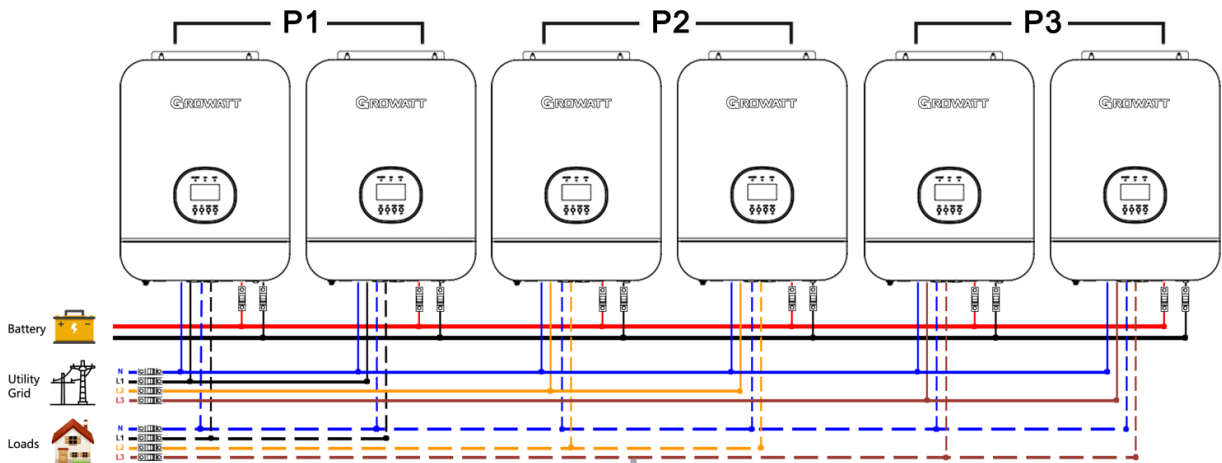 P1 P2 P3
GROWATT GROWATT GROWATT GROWATT GROWATT GROWATT
Battery
+ -
Utility
Grid
N
L1
L2
L3
Loads
N
L1
L2
L3